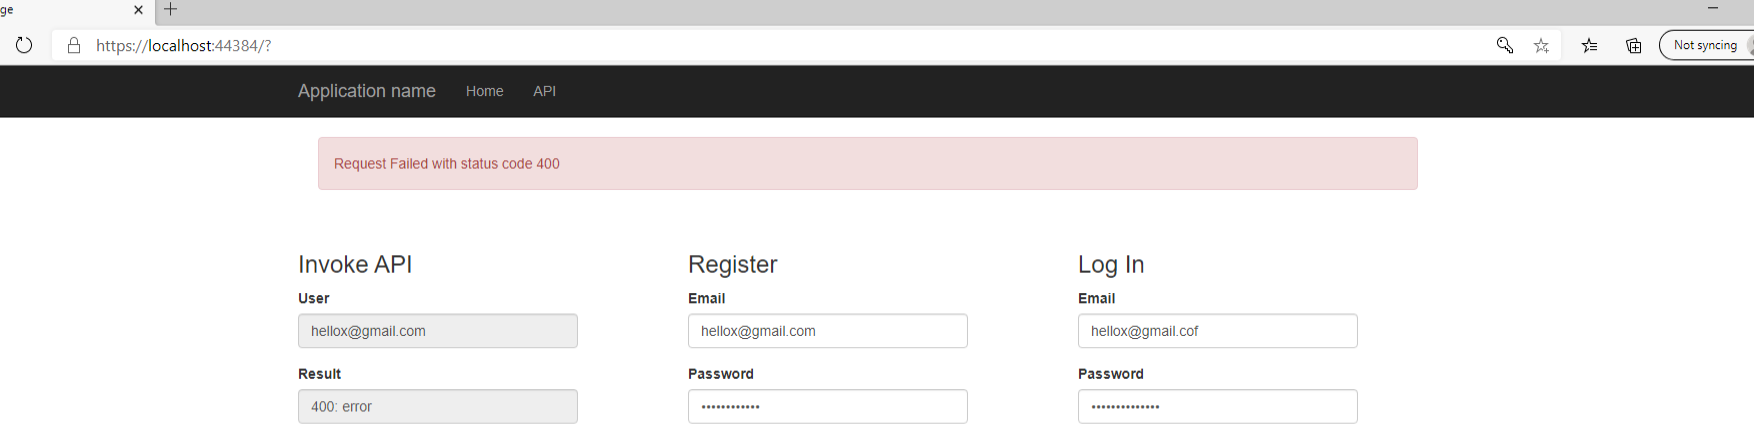 ge
https://localhost:44384/?
Not syncing
Application name Home API
Request Failed with status code 400
Invoke API
User
hellox@gmail.com
Result
400: error
Register
Email
hellox@gmail.com
Password
••••••••••••
Log In
Email
hellox@gmail.cof
Password
••••••••••••••